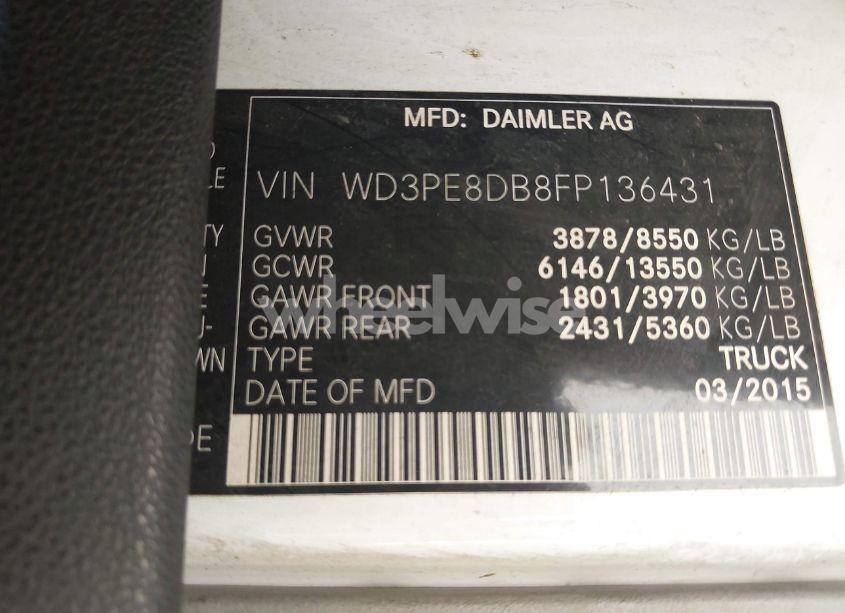 MFD: DAIMLER AG
VIN WD3PE8DB8FP136431
GVWR 3878/8550 KG/LB
GCWR 6146/13550 KG/LB
GAWR FRONT 1801/3970 KG/LB
GAWR REAR 2431/5360 KG/LB
TYPE TRUCK
DATE OF MFD 03/2015
wheelwise